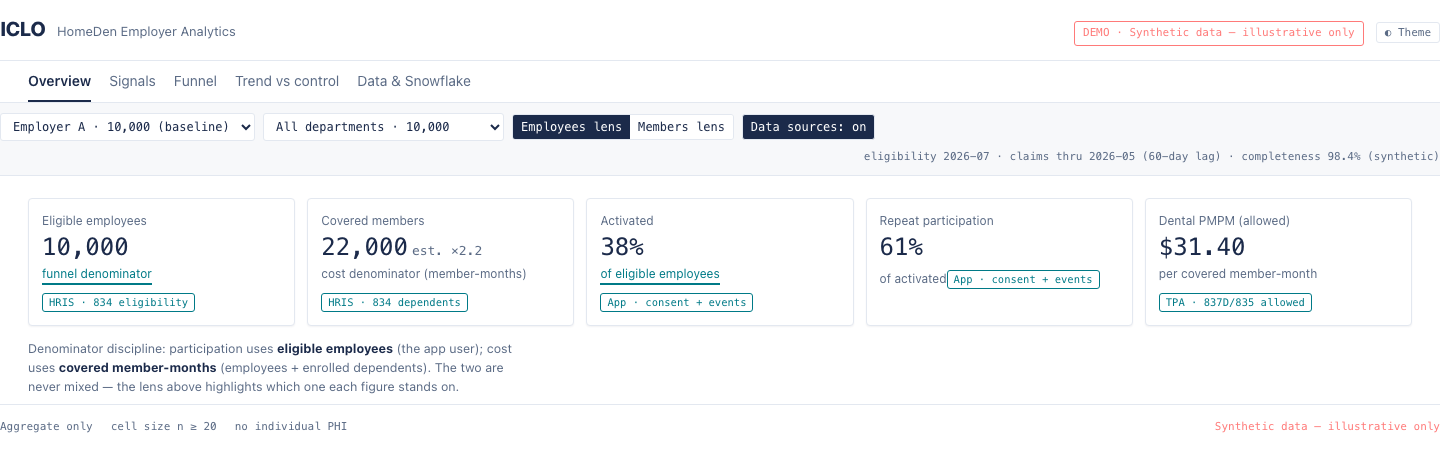 ICLO HomeDen Employer Analytics
DEMO · Synthetic data — illustrative only
◐ Theme
Overview Signals Funnel Trend vs control Data & Snowflake
Employer A · 10,000 (baseline) All departments · 10,000 Employees lens Members lens Data sources: on
eligibility 2026-07 · claims thru 2026-05 (60-day lag) · completeness 98.4% (synthetic)
Eligible employees
10,000
funnel denominator
HRIS · 834 eligibility
Covered members
22,000 est. ×2.2
cost denominator (member-months)
HRIS · 834 dependents
Activated
38%
of eligible employees
App · consent + events
Repeat participation
61%
of activated App · consent + events
Dental PMPM (allowed)
$31.40
per covered member-month
TPA · 837D/835 allowed
Denominator discipline: participation uses eligible employees (the app user); cost
uses covered member-months (employees + enrolled dependents). The two are
never mixed — the lens above highlights which one each figure stands on.
Aggregate only cell size n ≥ 20 no individual PHI
Synthetic data — illustrative only